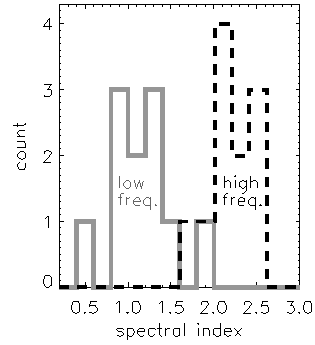 4
3
2
1
0
count
low
freq.
high
freq.
0.5 1.0 1.5 2.0 2.5 3.0
spectral index